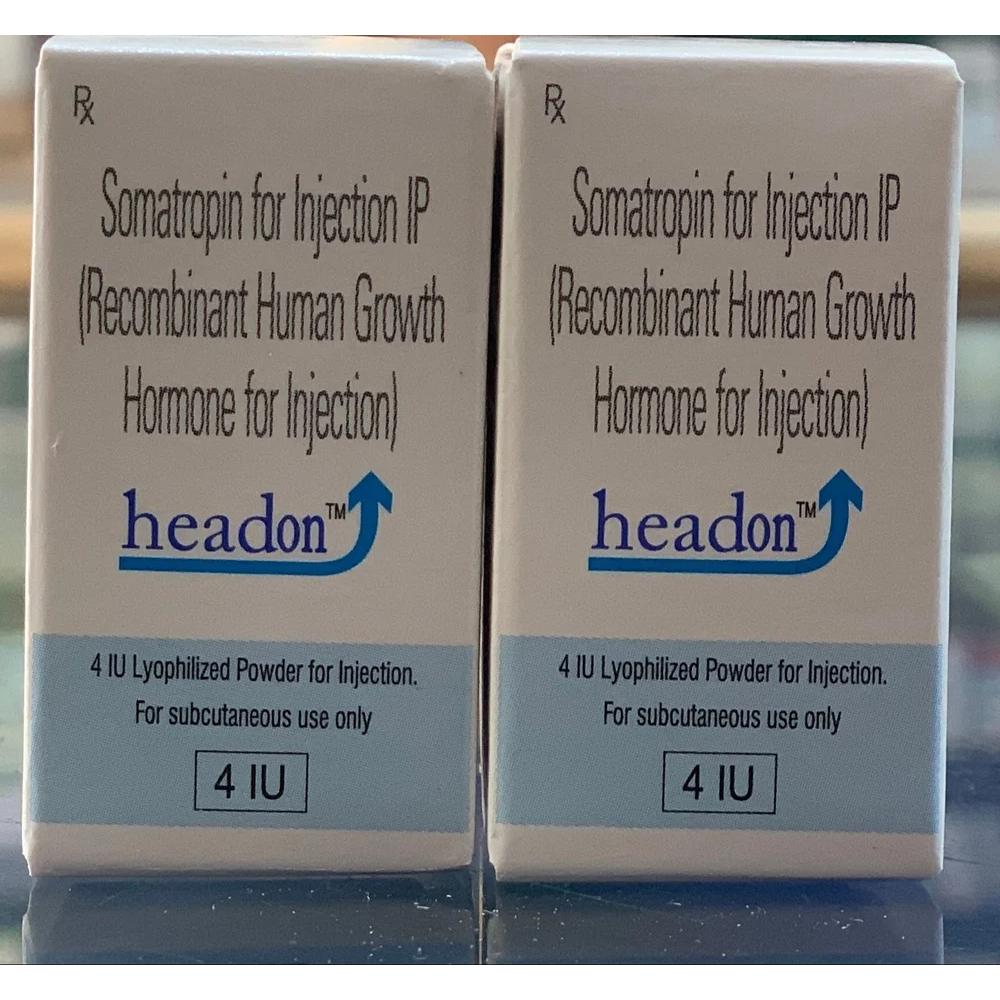 Rx
Somatropin for Injection IP
(Recombinant Human Growth
Hormone for Injection)
headon™
4 IU Lyophilized Powder for Injection.
For subcutaneous use only
4 IU
Rx
Somatropin for Injection IP
(Recombinant Human Growth
Hormone for Injection)
headon™
4 IU Lyophilized Powder for Injection.
For subcutaneous use only
4 IU